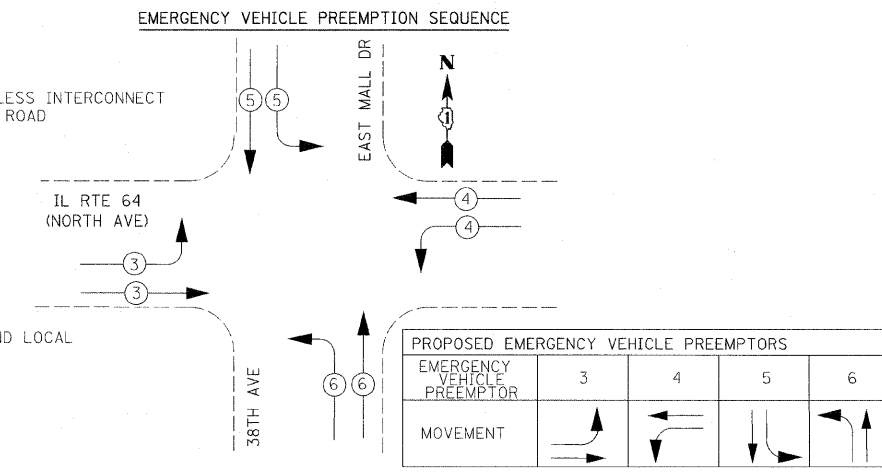 EMERGENCY VEHICLE PREEMPTION SEQUENCE
LESS INTERCONNECT
ROAD
5 5
EAST MALL DR
N
1
IL RTE 64
(NORTH AVE)
4
4
3
3
ND LOCAL
38TH AVE
6 6
PROPOSED EMERGENCY VEHICLE PREEMPTORS
EMERGENCY
VEHICLE
PREEMPTOR
3 4 5 6
MOVEMENT